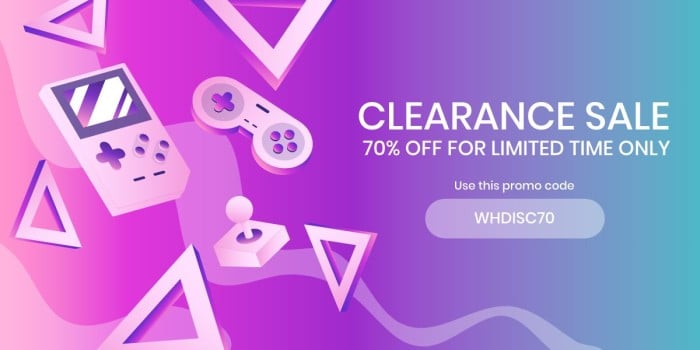 CLEARANCE SALE
70% OFF FOR LIMITED TIME ONLY
Use this promo code
WHDISC70